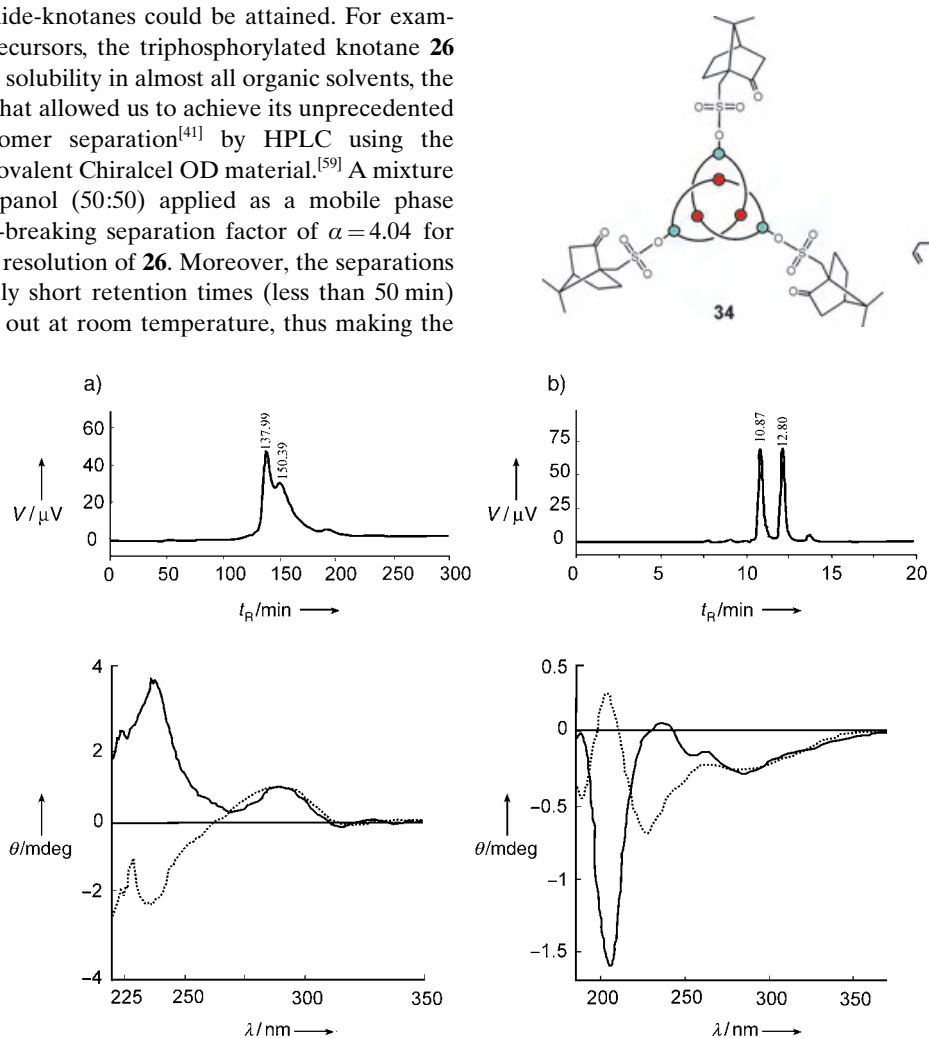 ide-knotanes could be attained. For exam-
ecursors, the triphosphorylated knotane 26
solubility in almost all organic solvents, the
hat allowed us to achieve its unprecedented
omer separation[41] by HPLC using the
ovalent Chiralcel OD material.[59] A mixture
panol (50:50) applied as a mobile phase
-breaking separation factor of α = 4.04 for
resolution of 26. Moreover, the separations
ly short retention times (less than 50 min)
out at room temperature, thus making the
O
O=S=O
O
O
O
S
O
O
O
S
O
O
O
34
a)
60
40
20
0
V / μV
137.99
150.39
0 50 100 150 200 250 300
tR/min
b)
75
50
25
0
V / μV
10.87
12.80
0 5 10 15 20
tR/min
4
2
0
−2
−4
θ/mdeg
225 250 300 350
λ/ nm
0.5
0
−0.5
−1
−1.5
θ/mdeg
200 250 300 350
λ/ nm